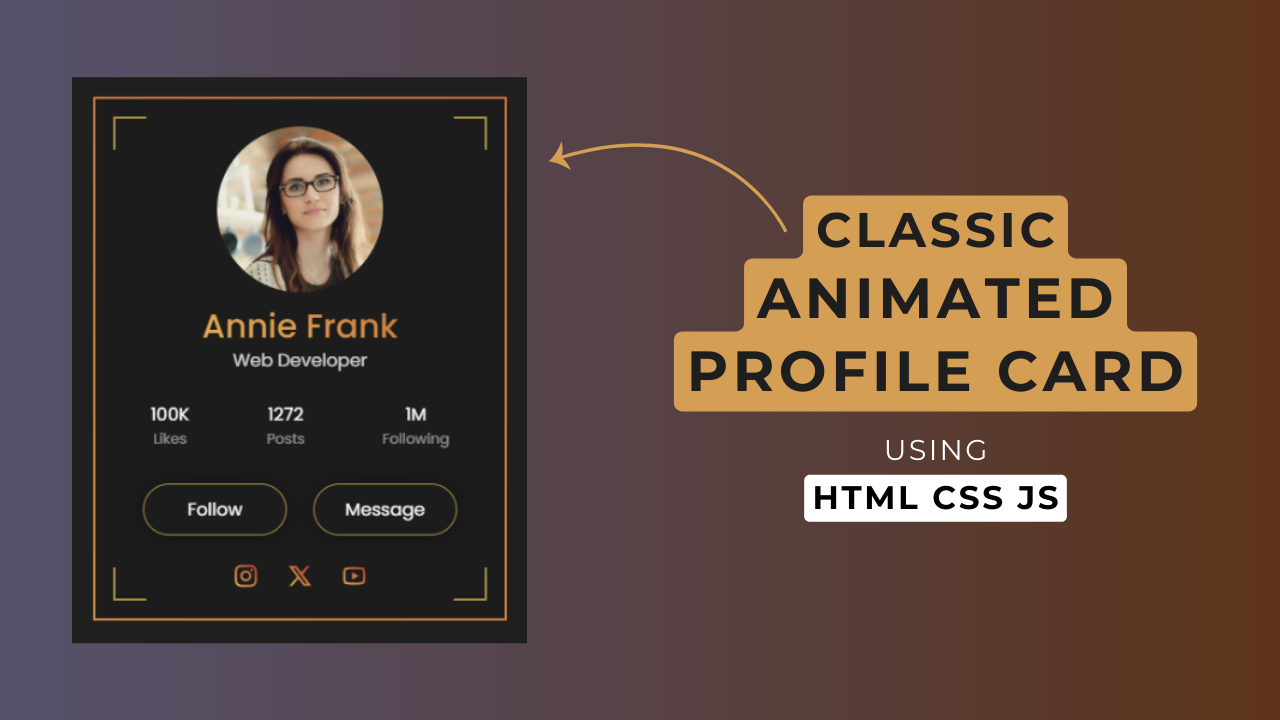 Annie Frank
Web Developer
100K 1272 1M
Likes Posts Following
Follow Message
CLASSIC
ANIMATED
PROFILE CARD
USING
HTML CSS JS